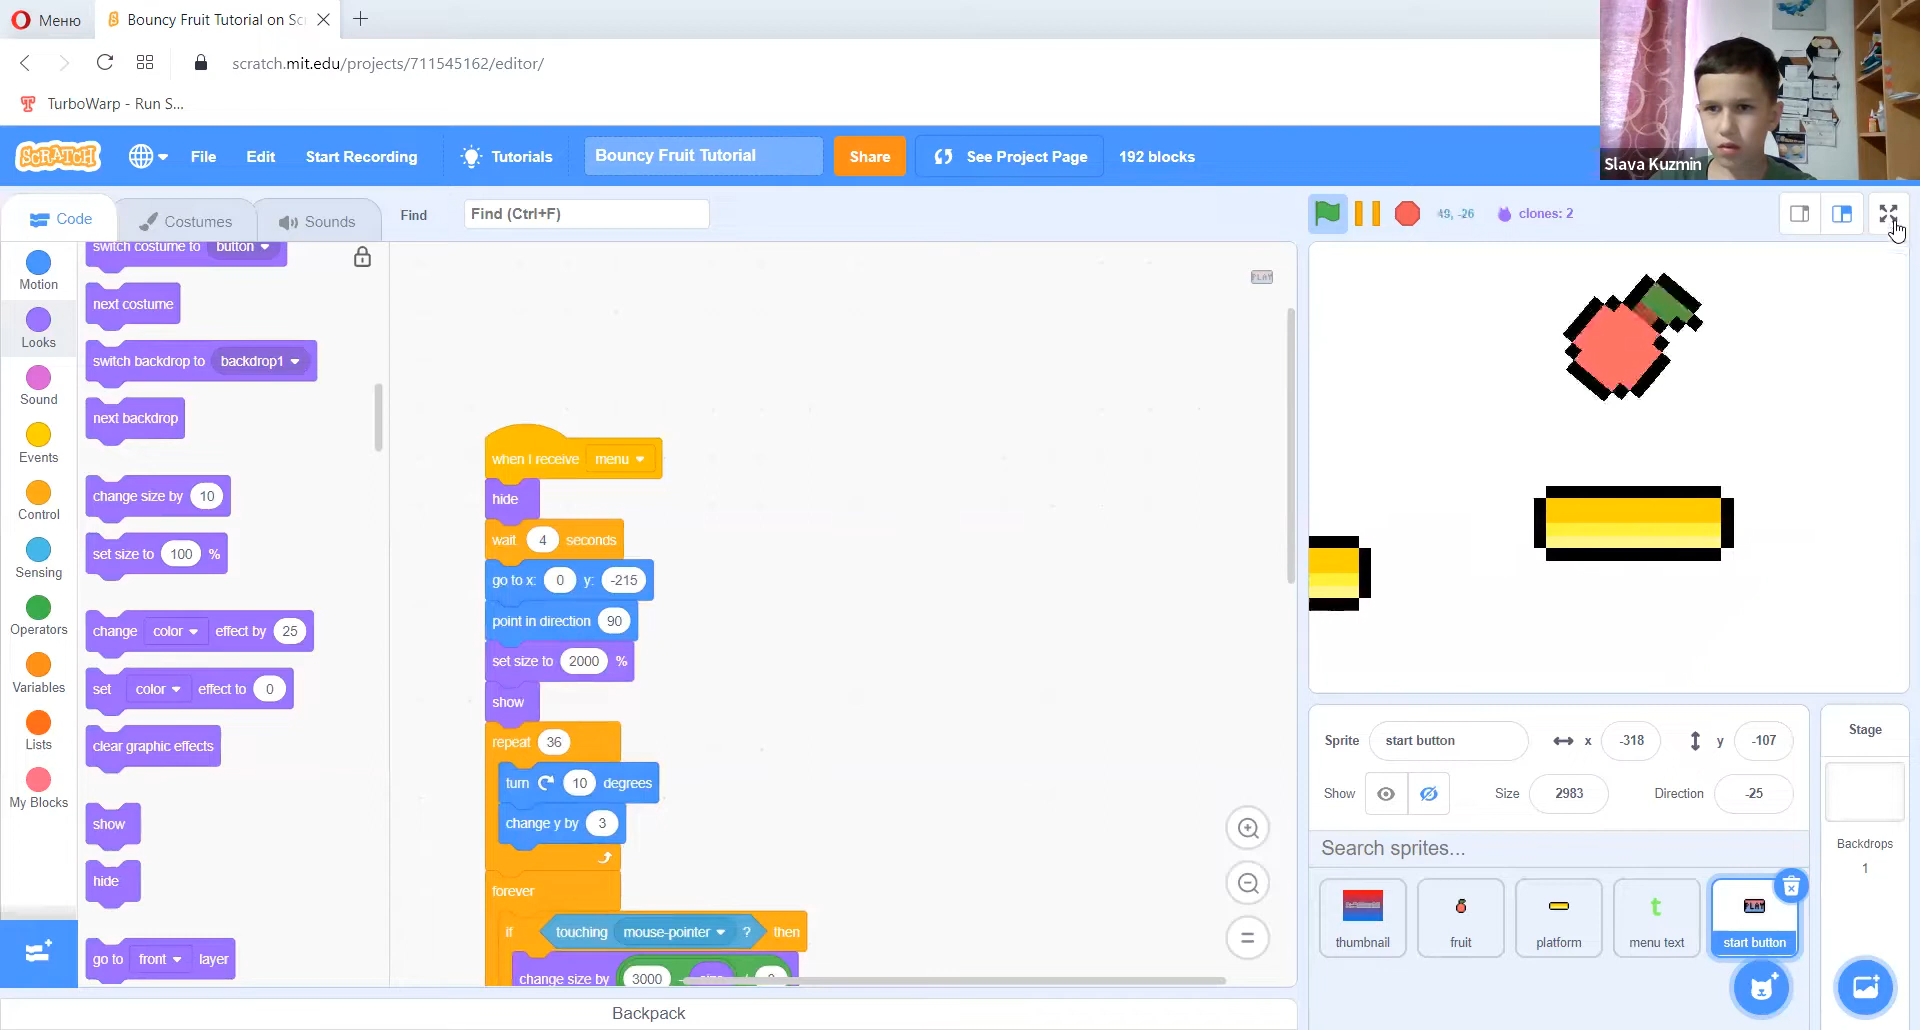 Меню
Bouncy Fruit Tutorial on Sc
scratch.mit.edu/projects/711545162/editor/
TurboWarp - Run S...
SCRATCH
File
Edit
Start Recording
Tutorials
Bouncy Fruit Tutorial
Share
See Project Page
192 blocks
Slava Kuzmin
Code
Costumes
Sounds
Find
Find (Ctrl+F)
49, -26
clones: 2
Motion
Looks
Sound
Events
Control
Sensing
Operators
Variables
Lists
My Blocks
switch costume to button
next costume
switch backdrop to backdrop1
next backdrop
change size by 10
set size to 100 %
change color effect by 25
set color effect to 0
clear graphic effects
show
hide
go to front layer
PLAY
when I receive menu
hide
wait 4 seconds
go to x: 0 y: -215
point in direction 90
set size to 2000 %
show
repeat 36
turn 10 degrees
change y by 3
forever
if touching mouse-pointer ? then
change size by 3000 - size
Backpack
Sprite start button x -318 y -107
Show Size 2983 Direction -25
Search sprites...
thumbnail
fruit
platform
t
menu text
PLAY
start button
Stage
Backdrops
1